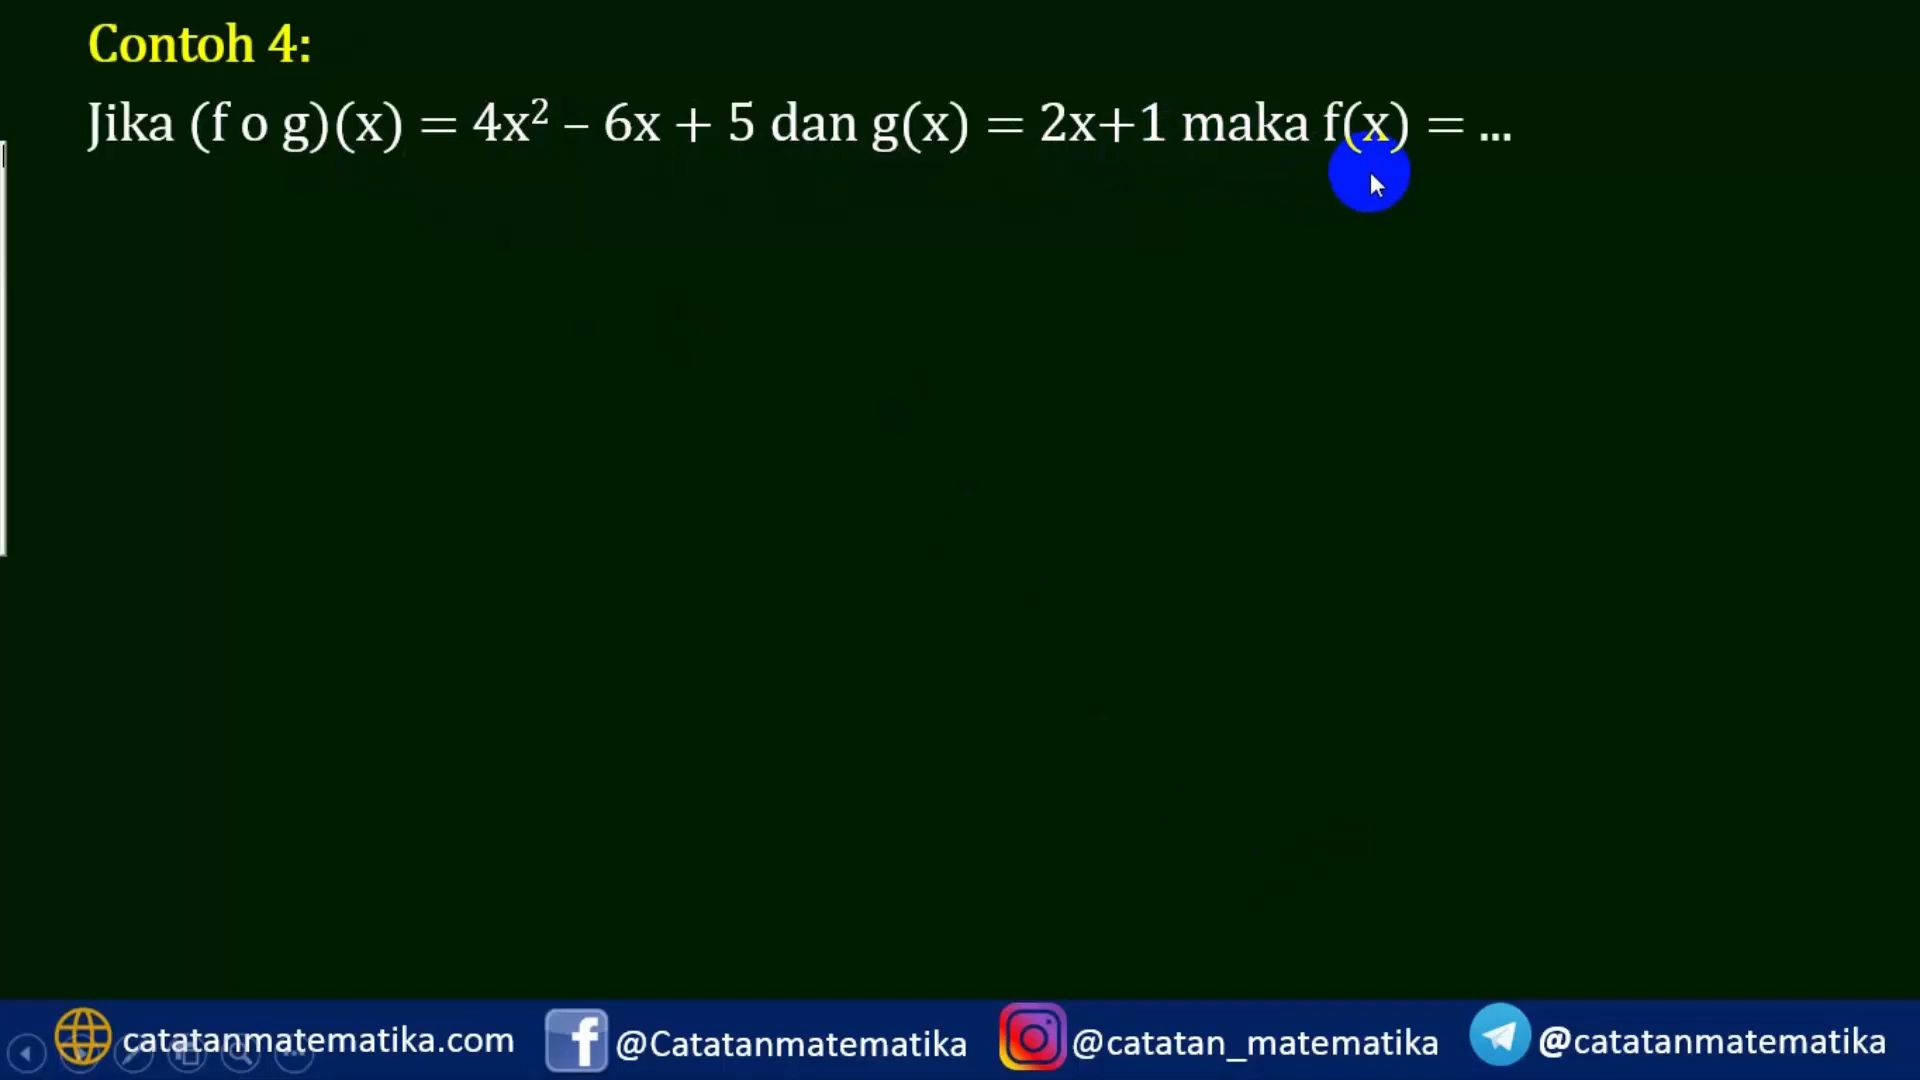 Contoh 4:
Jika (f o g)(x) = 4x² – 6x + 5 dan g(x) = 2x+1 maka f(x) = ...
catatanmatematika.com @Catatanmatematika @catatan_matematika @catatanmatematika